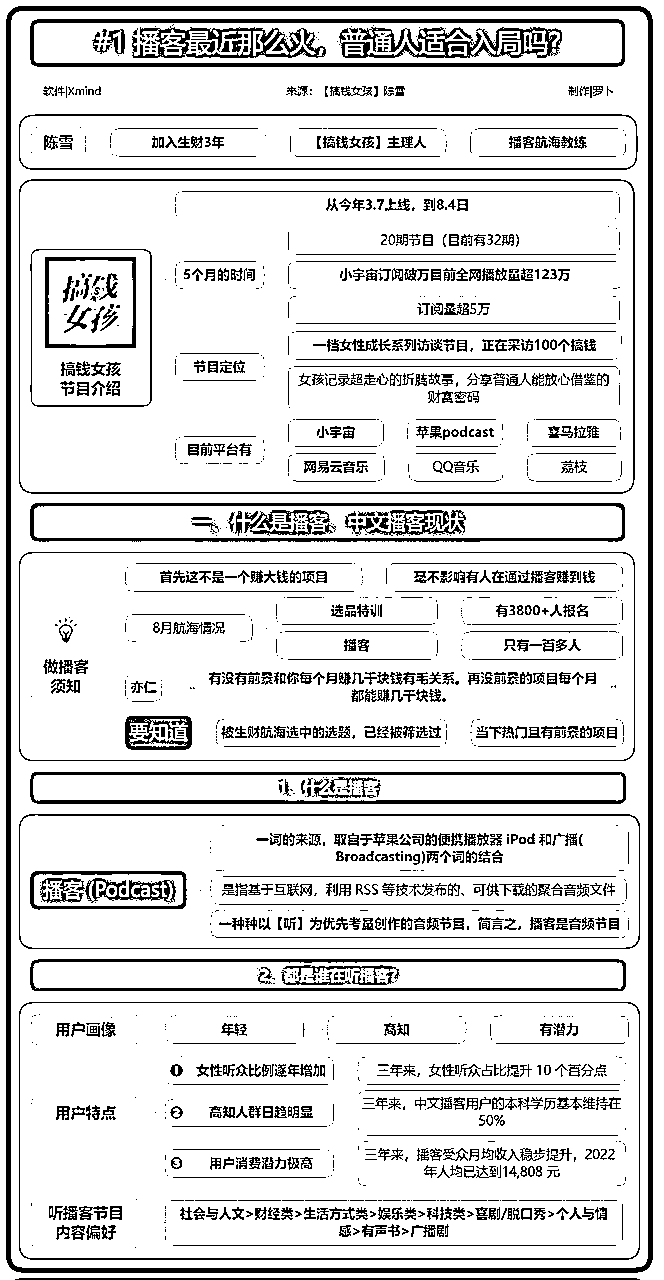 #1 播客最近那么火，普通人适合入局吗？
软件|Xmind
来源：【搞钱女孩】陈雪
制作|罗卜
陈雪
加入生财3年
【搞钱女孩】主理人
播客航海教练
从今年3.7上线，到8.4日
搞钱
女孩
搞钱女孩
节目介绍
5个月的时间
20期节目（目前有32期）
小宇宙订阅破万目前全网播放量超123万
订阅量超5万
节目定位
一档女性成长系列访谈节目，正在采访100个搞钱
女孩记录超走心的折腾故事，分享普通人能放心借鉴的
财富密码
目前平台有
小宇宙
苹果podcast
喜马拉雅
网易云音乐
QQ音乐
荔枝
一、什么是播客、中文播客现状
做播客
须知
首先这不是一个赚大钱的项目
毫不影响有人在通过播客赚到钱
8月航海情况
选品特训
有3800+人报名
播客
只有一百多人
亦仁
有没有前景和你每个月赚几千块钱有毛关系。再没前景的项目每个月
都能赚几千块钱。
要知道
被生财航海选中的选题，已经被筛选过
当下热门且有前景的项目
1、什么是播客
播客(Podcast)
一词的来源，取自于苹果公司的便携播放器 iPod 和广播(
Broadcasting)两个词的结合
是指基于互联网，利用 RSS 等技术发布的、可供下载的聚合音频文件
一种种以【听】为优先考量创作的音频节目，简言之，播客是音频节目
2、都是谁在听播客？
用户画像
年轻
高知
有潜力
用户特点
❶ 女性听众比例逐年增加
三年来，女性听众占比提升 10 个百分点
❷ 高知人群日趋明显
三年来，中文播客用户的本科学历基本维持在
50%
❸ 用户消费潜力极高
三年来，播客受众月均收入稳步提升，2022
年人均已达到14,808 元
听播客节目
内容偏好
社会与人文>财经类>生活方式类>娱乐类>科技类>喜剧/脱口秀>个人与情
感>有声书>广播剧